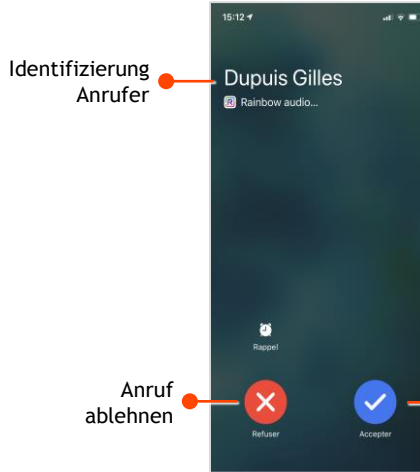 15:12
Identifizierung
Anrufer
Dupuis Gilles
Rainbow audio...
Rappel
Anruf
ablehnen
Refuser
Accepter